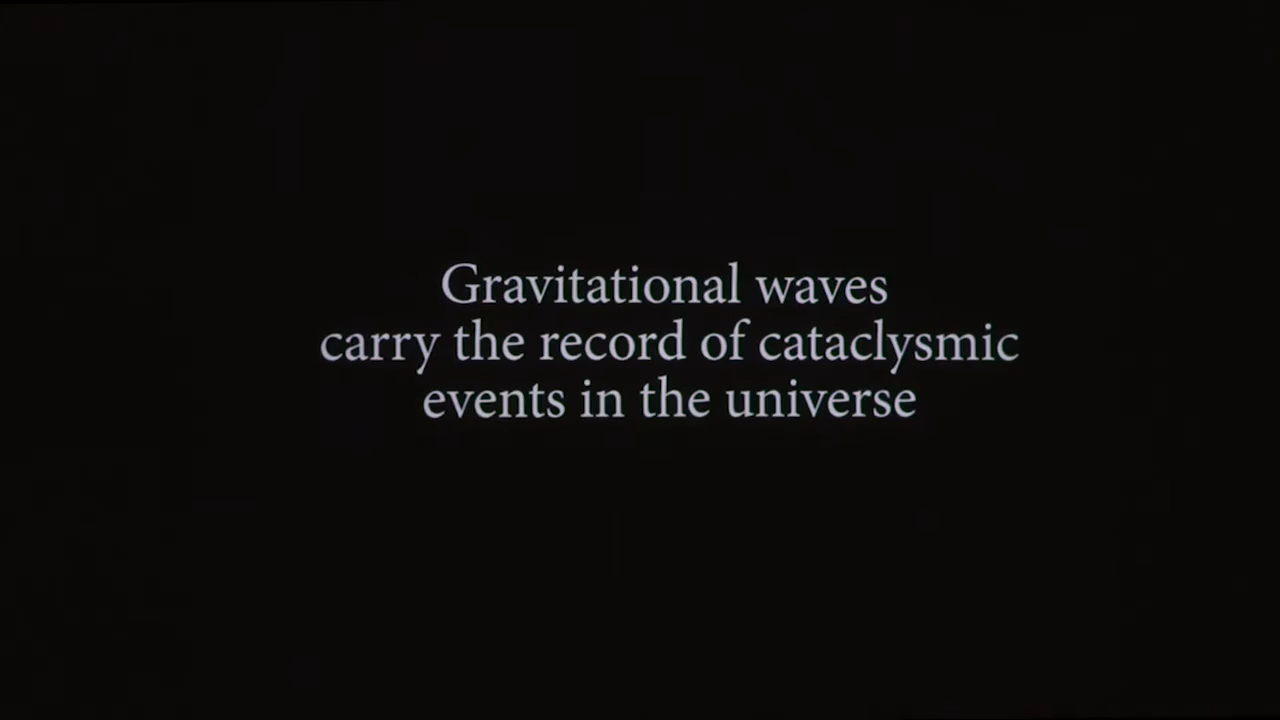 Gravitational waves
carry the record of cataclysmic
events in the universe